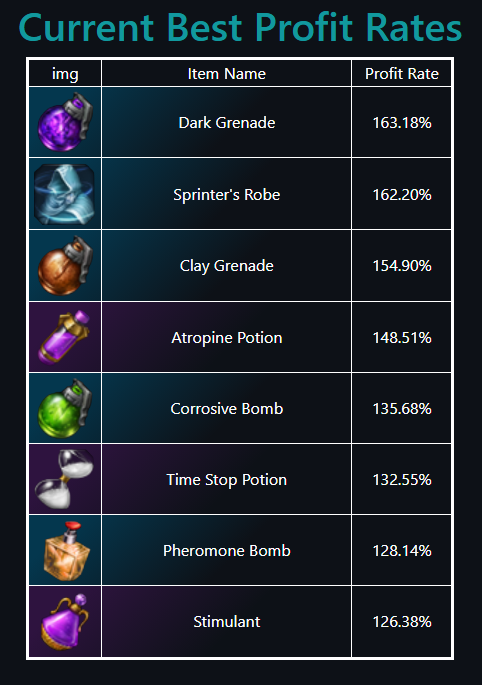 Current Best Profit Rates
img Item Name Profit Rate
Dark Grenade 163.18%
Sprinter's Robe 162.20%
Clay Grenade 154.90%
Atropine Potion 148.51%
Corrosive Bomb 135.68%
Time Stop Potion 132.55%
Pheromone Bomb 128.14%
Stimulant 126.38%